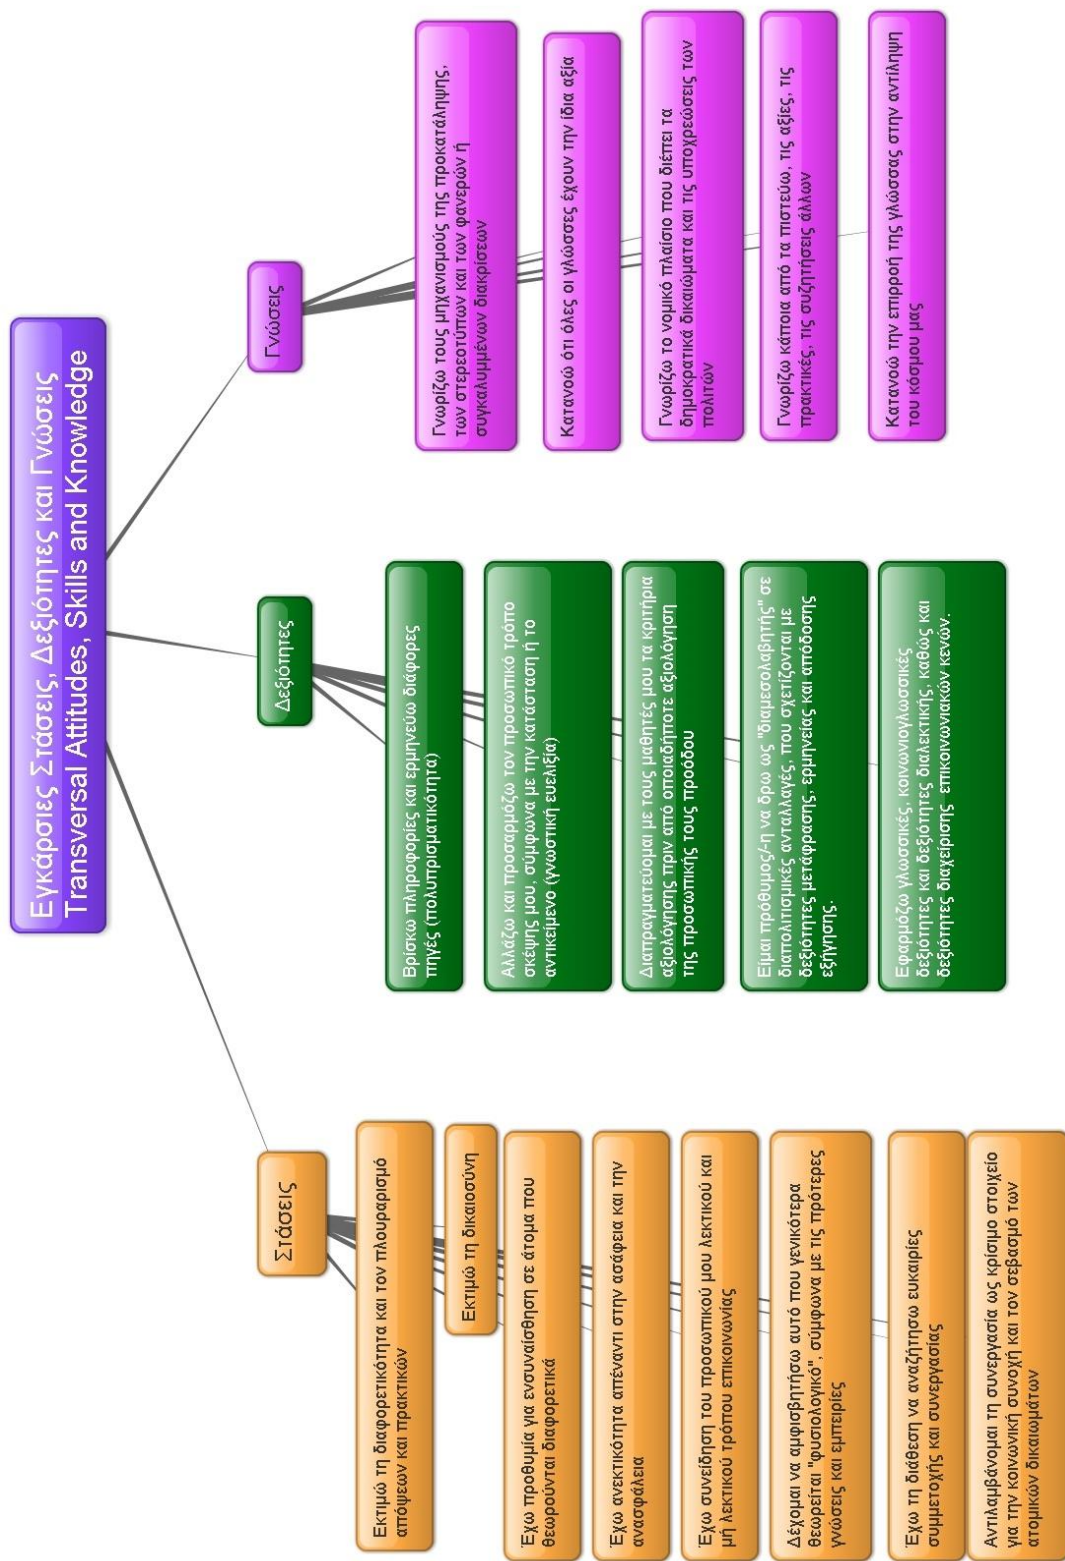 Εγκάρσιες Στάσεις, Δεξιότητες και Γνώσεις
Transversal Attitudes, Skills and Knowledge
Στάσεις
Εκτιμώ τη διαφορετικότητα και τον πλουραρισμό
απόψεων και πρακτικών
Εκτιμώ τη δικαιοσύνη
Έχω προθυμία για ενσυναίσθηση σε άτομα που
θεωρούνται διαφορετικά
Έχω ανεκτικότητα απέναντι στην ασάφεια και την
ανασφάλεια
Έχω συνείδηση του προσωπικού μου λεκτικού και
μή λεκτικού τρόπου επικοινωνίας
Δέχομαι να αμφισβητήσω αυτό που γενικότερα
θεωρείται "φυσιολογικό", σύμφωνα με τις πρότερες
γνώσεις και εμπειρίες
Έχω τη διάθεση να αναζητήσω ευκαιρίες
συμμετοχής και συνεργασίας
Αντιλαμβάνομαι τη συνεργασία ως κρίσιμο στοιχείο
για την κοινωνική συνοχή και τον σεβασμό των
ατομικών δικαιωμάτων
Δεξιότητες
Βρίσκω πληροφορίες και ερμηνεύω διάφορες
πηγές (πολυπρισματικότητα)
Αλλάζω και προσαρμόζω τον προσωπικό τρόπο
σκέψης μου, σύμφωνα με την κατάσταση ή το
αντικείμενο (γνωστική ευελιξία)
Διαπραγματεύομαι με τους μαθητές μου τα κριτήρια
αξιολόγησης πριν από οποιαδήποτε αξιολόγηση
της προσωπικής τους προόδου
Είμαι πρόθυμος/-η να δρω ως "διαμεσολαβητής" σε
διαπολιτισμικές ανταλλαγές, που σχετίζονται με
δεξιότητες μετάφρασης, ερμηνείας και απόδοσης
εξήγησης.
Εφαρμόζω γλωσσικές, κοινωνιογλωσσικές
δεξιότητες και δεξιότητες διαλεκτικής, καθώς και
δεξιότητες διαχείρισης επικοινωνιακών κενών.
Γνώσεις
Γνωρίζω τους μηχανισμούς της προκατάληψης,
των στερεοτύπων και των φανερών ή
συγκαλυμμένων διακρίσεων
Κατανοώ ότι όλες οι γλώσσες έχουν την ίδια αξία
Γνωρίζω το νομικό πλαίσιο που διέπει τα
δημοκρατικά δικαιώματα και τις υποχρεώσεις των
πολιτών
Γνωρίζω κάποια από τα πιστεύω, τις αξίες, τις
πρακτικές, τις συζητήσεις άλλων
Κατανοώ την επιρροή της γλώσσας στην αντίληψη
του κόσμου μας